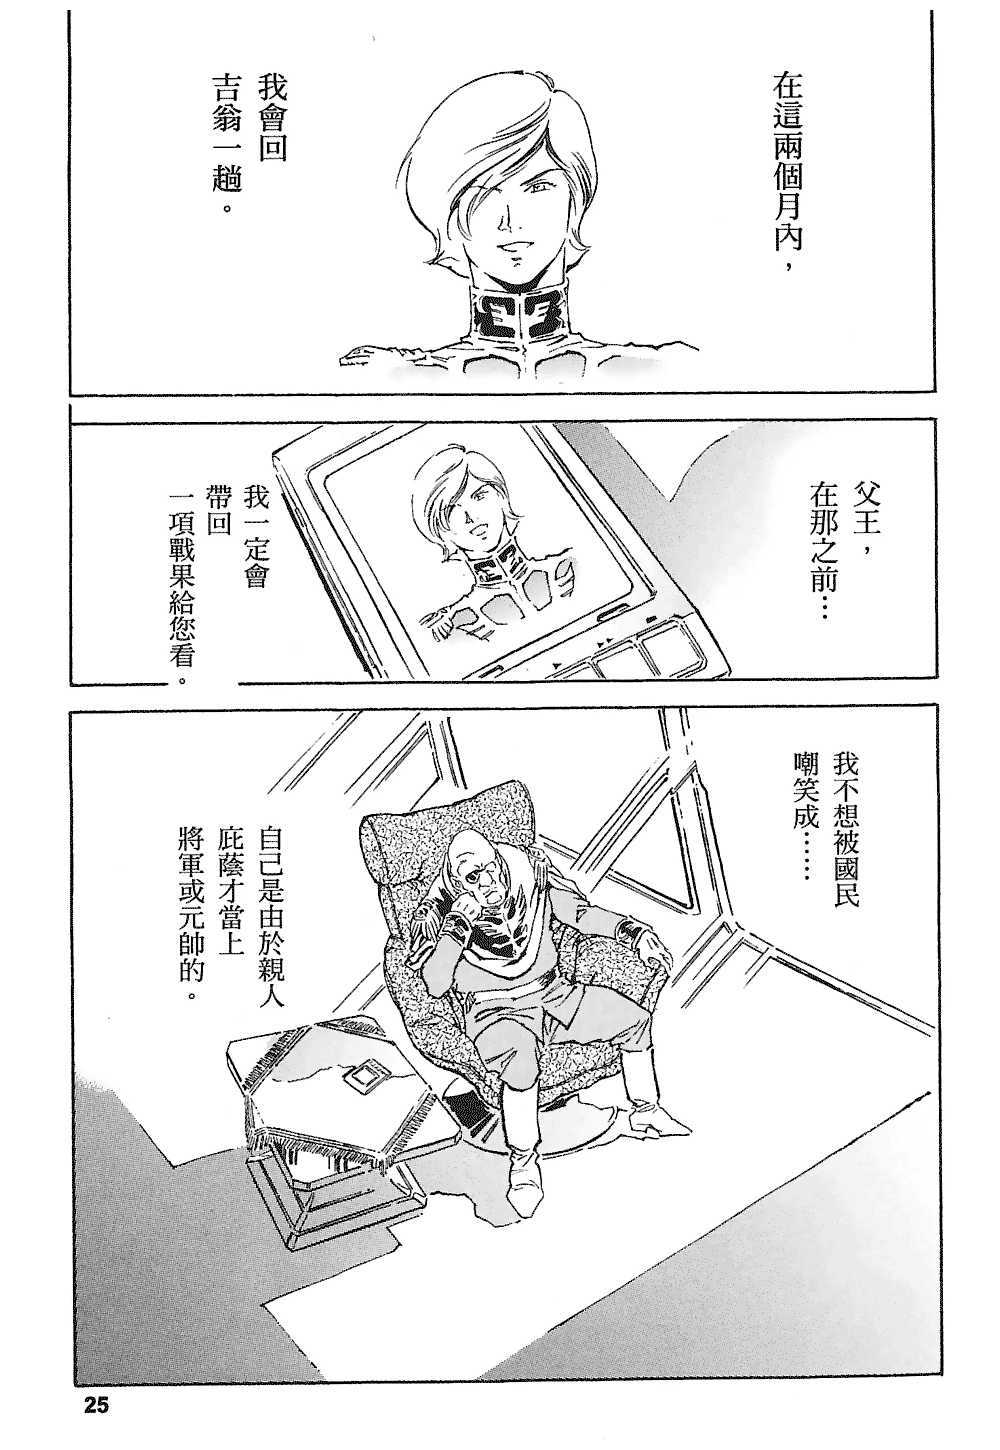 在這兩個月內，
我會回
吉翁一趟。
父王，
在那之前…
我一定會
帶回
一項戰果給您看。
我不想被國民
嘲笑成……
自己是由於親人
庇蔭才當上
將軍或元帥的。
25